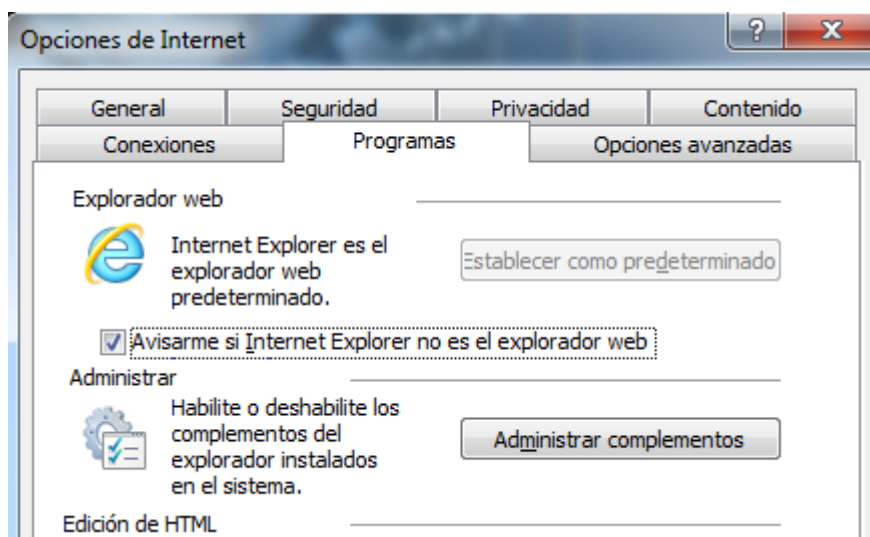 Opciones de Internet
?
X
General Seguridad Privacidad Contenido
Conexiones Programas Opciones avanzadas
Explorador web
Internet Explorer es el
explorador web
predeterminado.
Establecer como predeterminado
Avisarme si Internet Explorer no es el explorador web
Administrar
Habilite o deshabilite los
complementos del
explorador instalados
en el sistema.
Administrar complementos
Edición de HTML